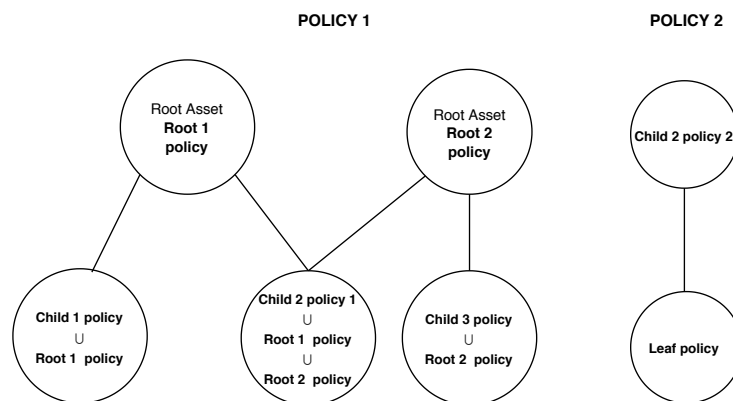 POLICY 1
POLICY 2
Root Asset
Root 1
policy
Root Asset
Root 2
policy
Child 2 policy 2
Child 1 policy
∪
Root 1 policy
Child 2 policy 1
∪
Root 1 policy
∪
Root 2 policy
Child 3 policy
∪
Root 2 policy
Leaf policy